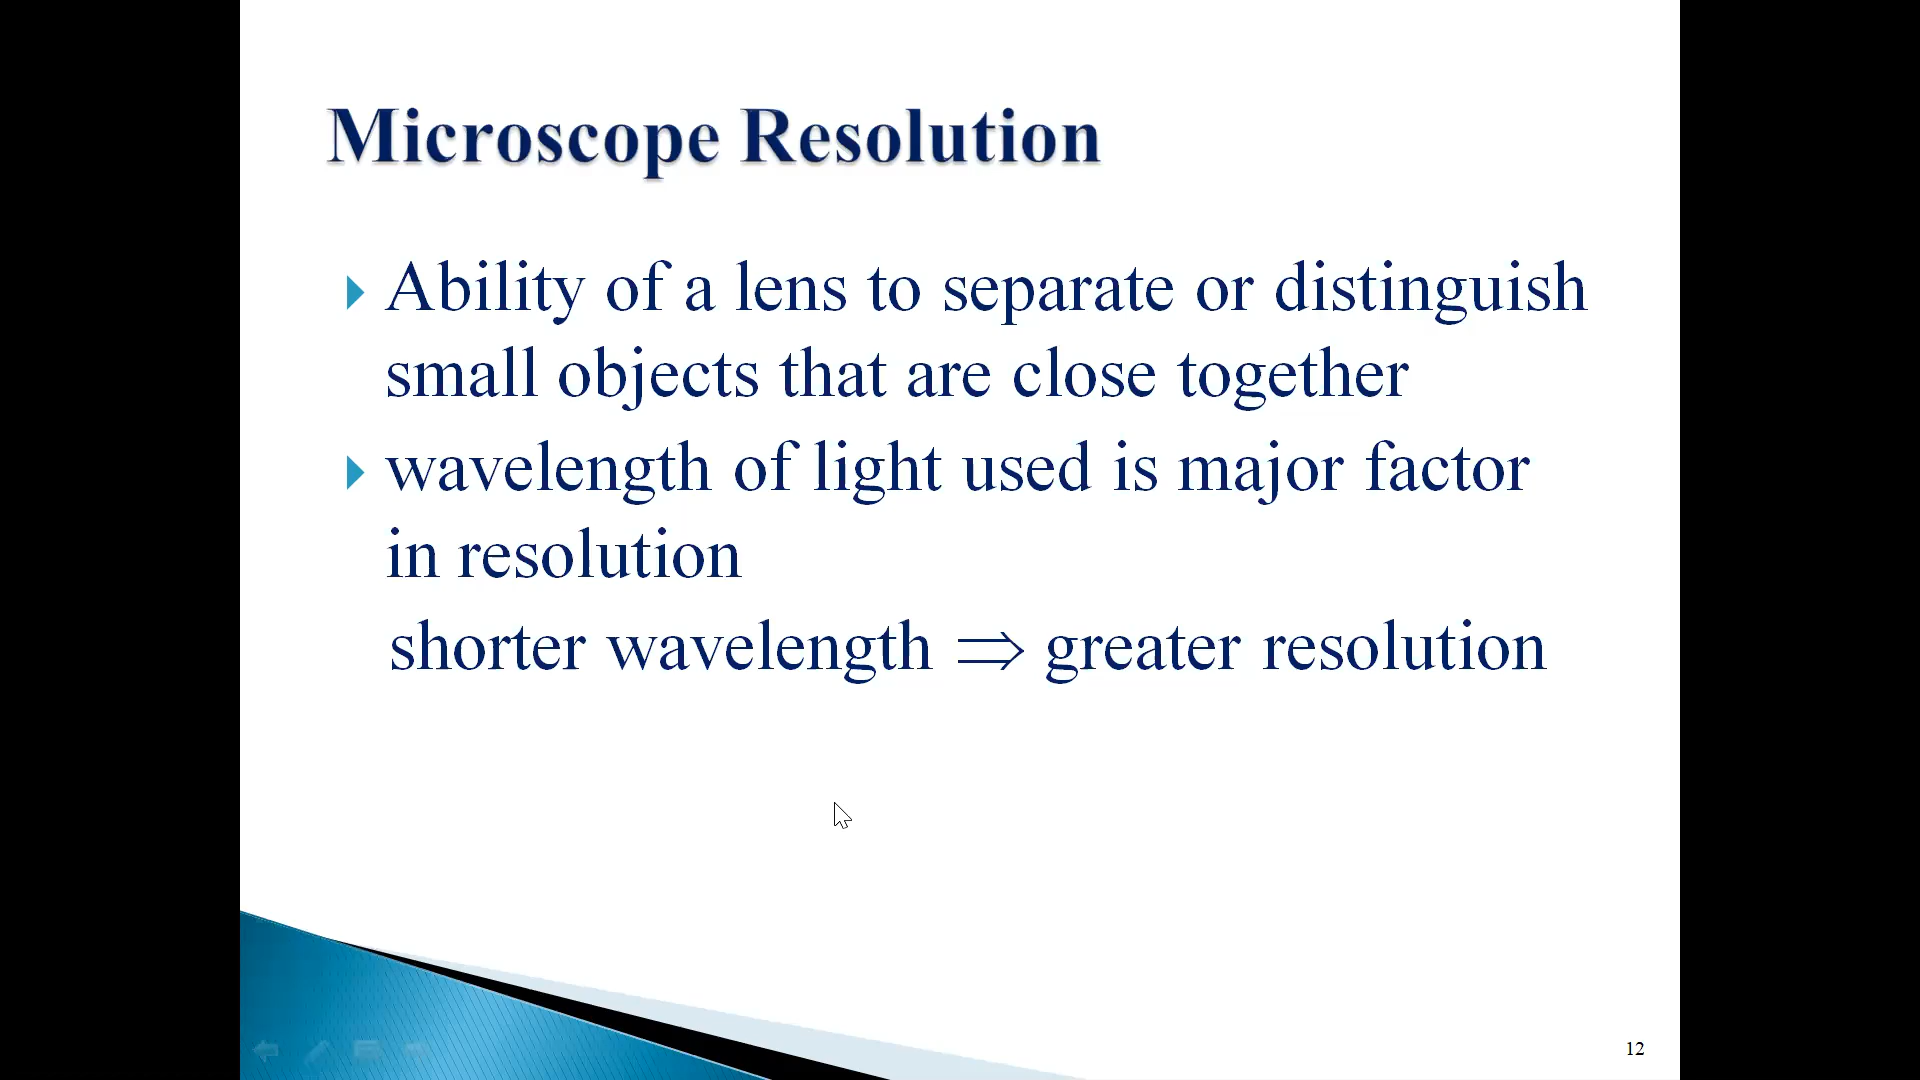 Microscope Resolution
Ability of a lens to separate or distinguish
small objects that are close together
wavelength of light used is major factor
in resolution
shorter wavelength ⇒ greater resolution
12